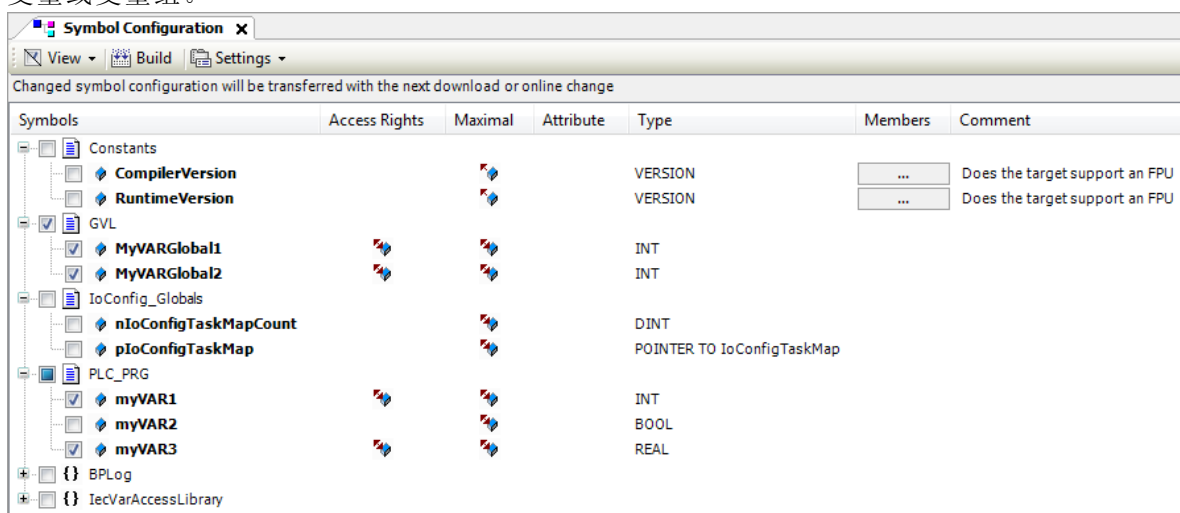 变量或变量组。
Symbol Configuration X
View Build Settings
Changed symbol configuration will be transferred with the next download or online change
Symbols Access Rights Maximal Attribute Type Members Comment
Constants
CompilerVersion VERSION ... Does the target support an FPU
RuntimeVersion VERSION ... Does the target support an FPU
GVL
MyVARGlobal1 INT
MyVARGlobal2 INT
IoConfig_Globals
nIoConfigTaskMapCount DINT
pIoConfigTaskMap POINTER TO IoConfigTaskMap
PLC_PRG
myVAR1 INT
myVAR2 BOOL
myVAR3 REAL
{} BPLog
{} IecVarAccessLibrary